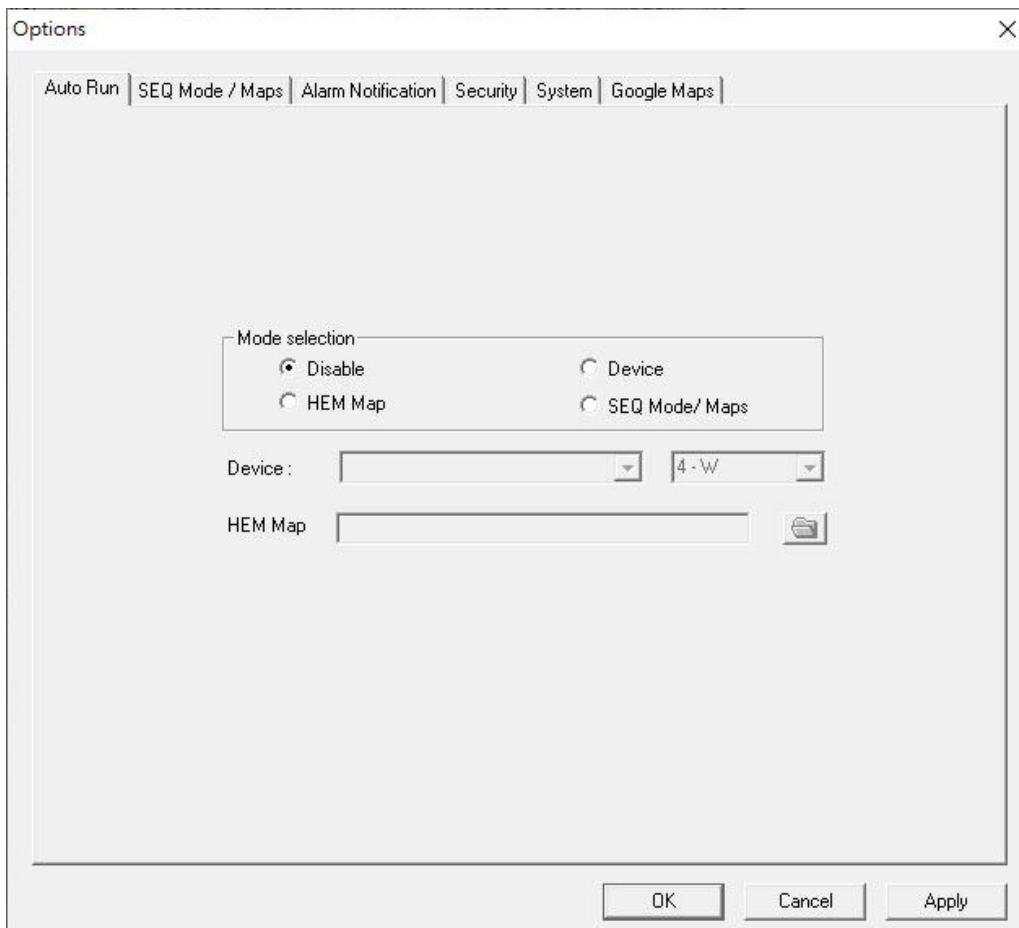 Options
Auto Run SEQ Mode / Maps Alarm Notification Security System Google Maps
Mode selection
Disable Device
HEM Map SEQ Mode/ Maps
Device : 4 - W
HEM Map
OK Cancel Apply